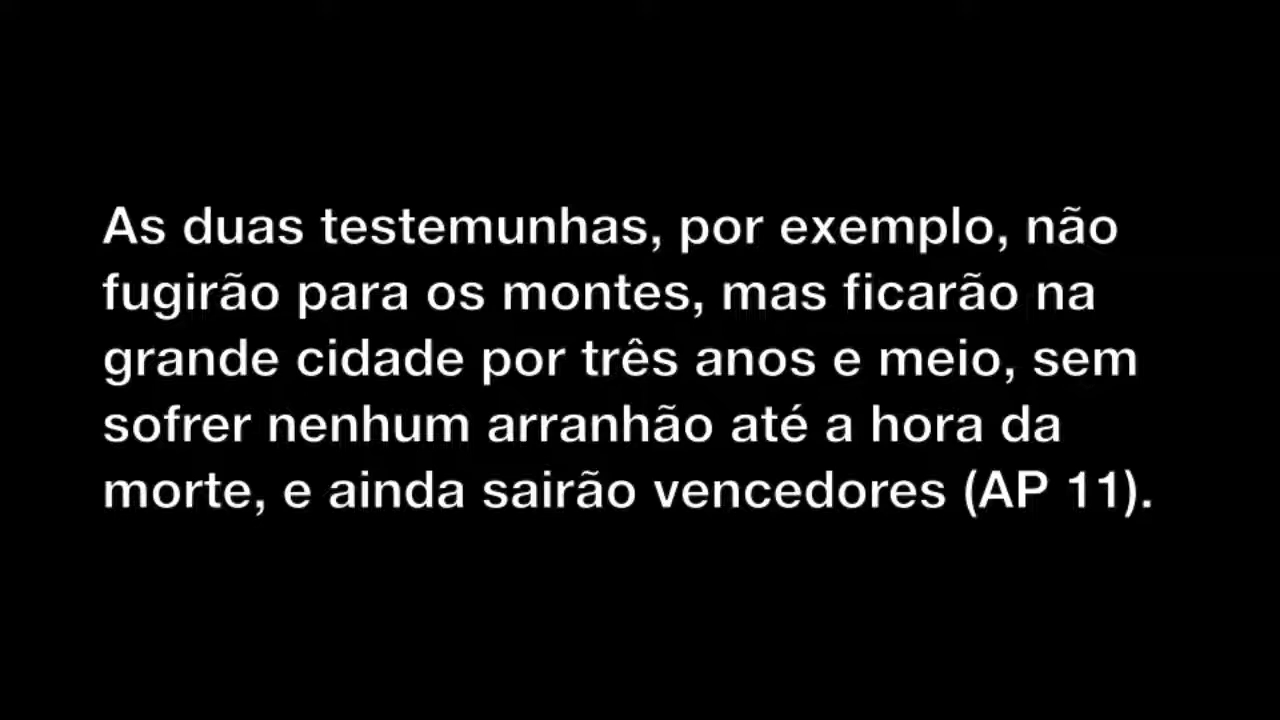 As duas testemunhas, por exemplo, não
fugirão para os montes, mas ficarão na
grande cidade por três anos e meio, sem
sofrer nenhum arranhão até a hora da
morte, e ainda sairão vencedores (AP 11).